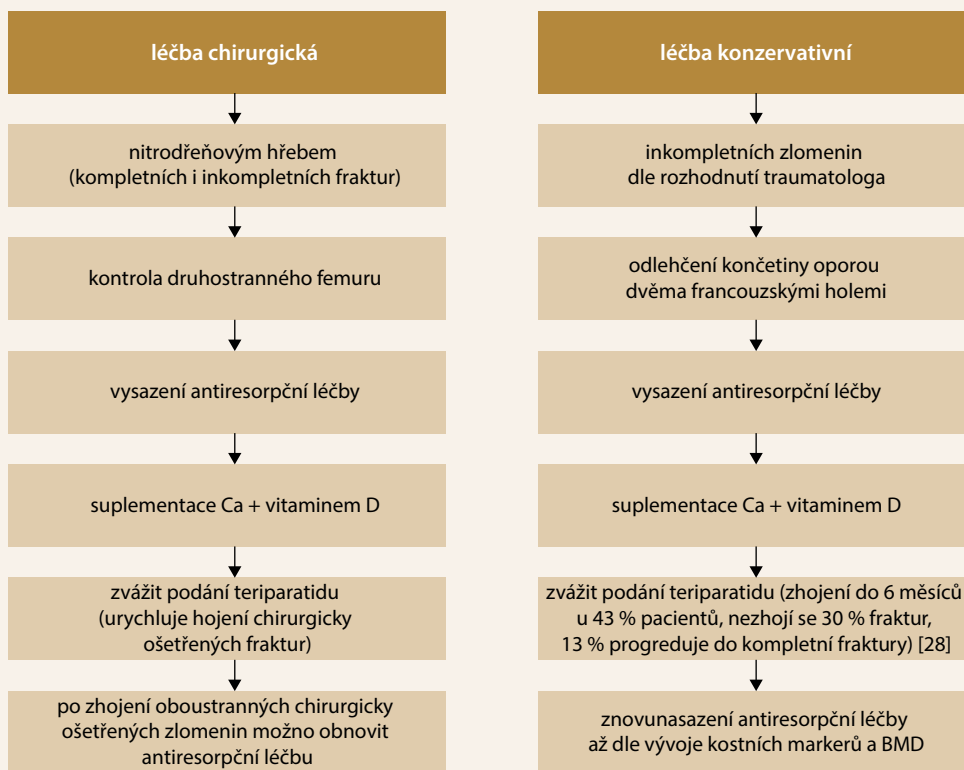 léčba chirurgická
nitrodřeňovým hřebem
(kompletních i inkompletních fraktur)
kontrola druhostranného femuru
vysazení antiresorpční léčby
suplementace Ca + vitaminem D
zvážit podání teriparatidu
(urychluje hojení chirurgicky
ošetřených fraktur)
po zhojení oboustranných chirurgicky
ošetřených zlomenin možno obnovit
antiresorpční léčbu
léčba konzervativní
inkompletních zlomenin
dle rozhodnutí traumatologa
odlehčení končetiny oporou
dvěma francouzskými holemi
vysazení antiresorpční léčby
suplementace Ca + vitaminem D
zvážit podání teriparatidu (zhojení do 6 měsíců
u 43 % pacientů, nezhojí se 30 % fraktur,
13 % progreduje do kompletní fraktury) [28]
znovunasazení antiresorpční léčby
až dle vývoje kostních markerů a BMD